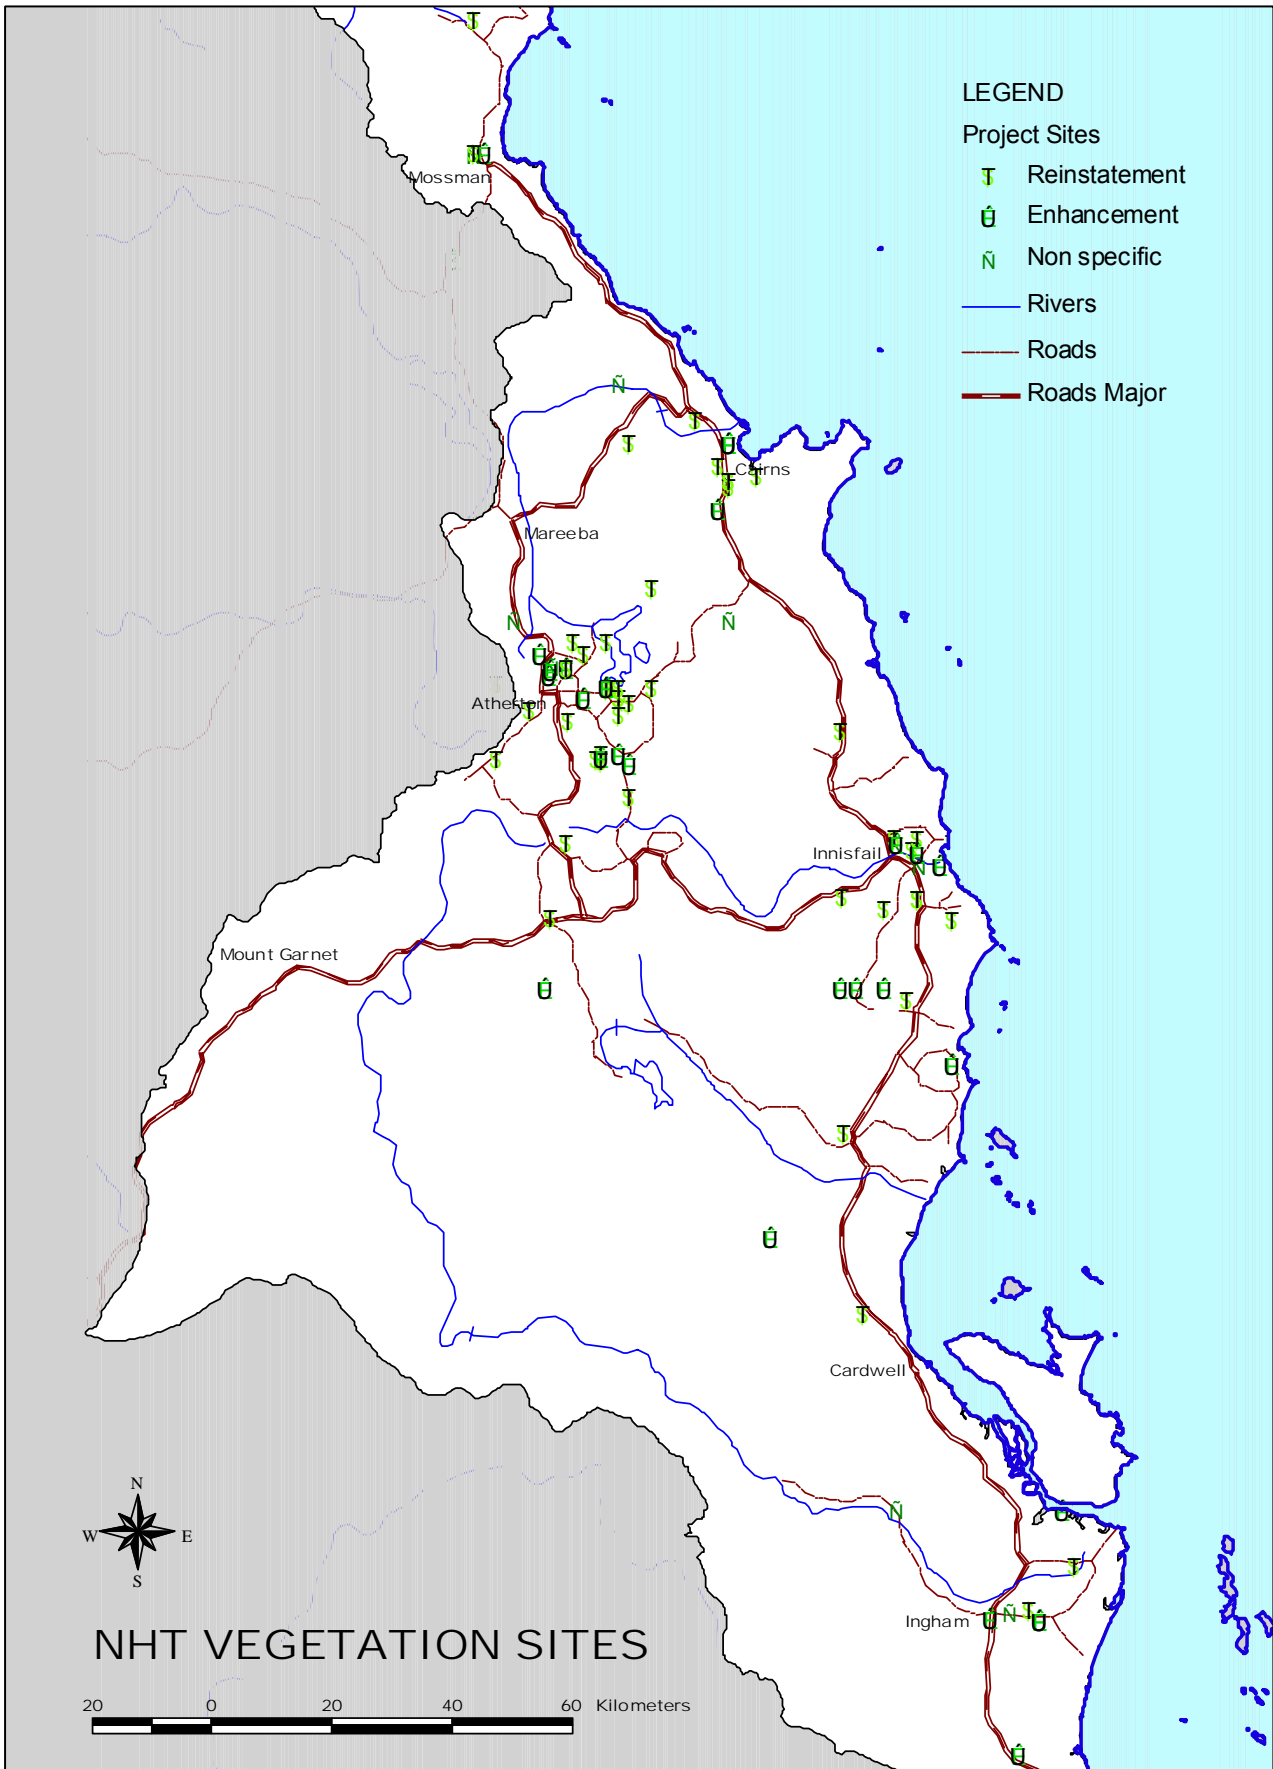 LEGEND
Project Sites
Reinstatement
Enhancement
Ñ Non specific
Rivers
Roads
Roads Major
Mossman
Cairns
Mareeba
Atherton
Innisfail
Mount Garnet
Cardwell
Ingham
N
W E
S
NHT VEGETATION SITES
20 0 20 40 60 Kilometers